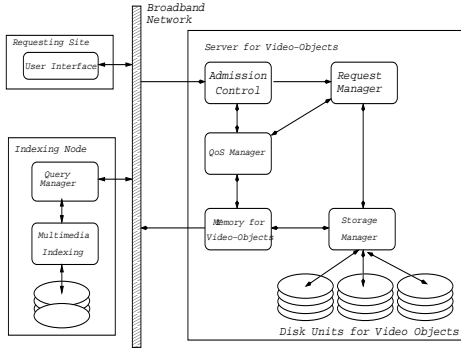 Broadband
Network
Requesting Site
User Interface
Server for Video-Objects
Admission
Control
Request
Manager
QoS Manager
Indexing Node
Query
Manager
Multimedia
Indexing
Memory for
Video-Objects
Storage
Manager
Disk Units for Video Objects